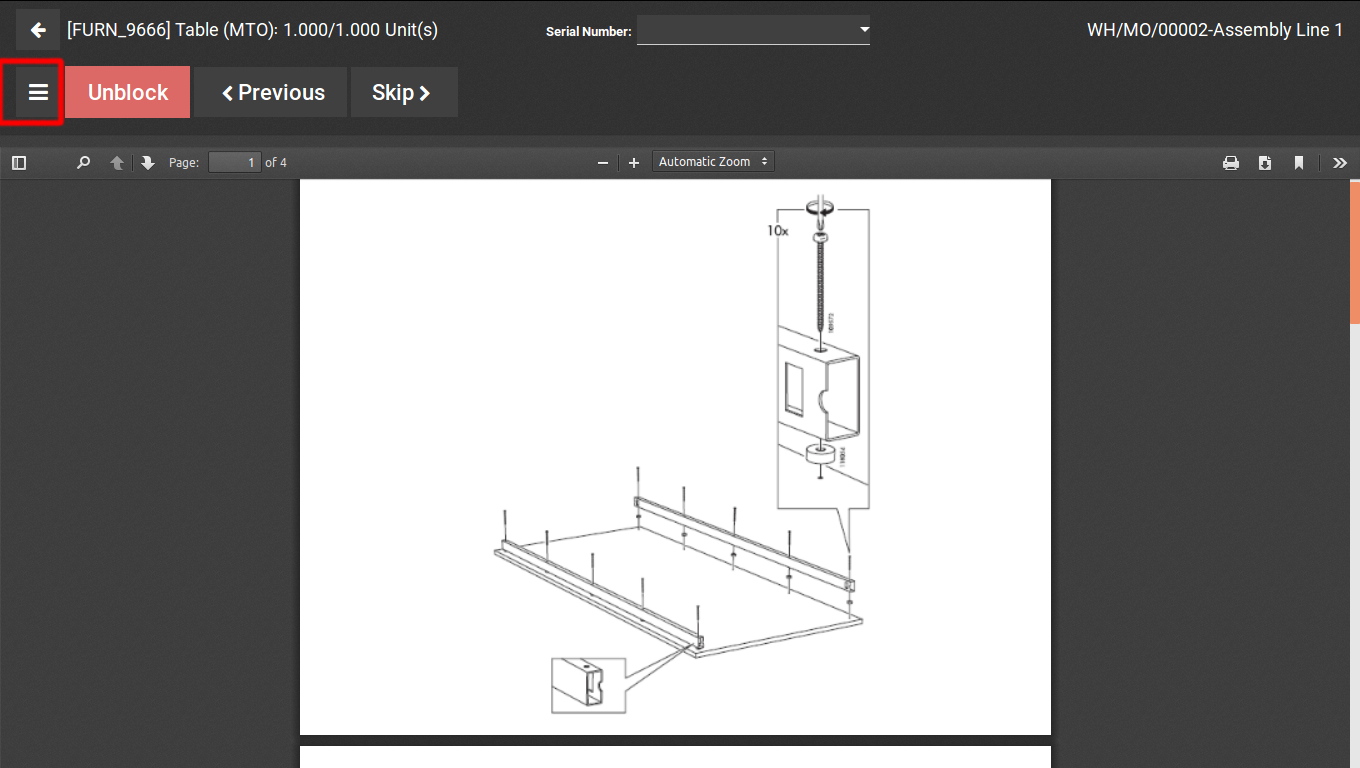 [FURN_9666] Table (MTO): 1.000/1.000 Unit(s)
Serial Number:
WH/MO/00002-Assembly Line 1
Unblock
Previous
Skip
Page: 1 of 4
Automatic Zoom
10x